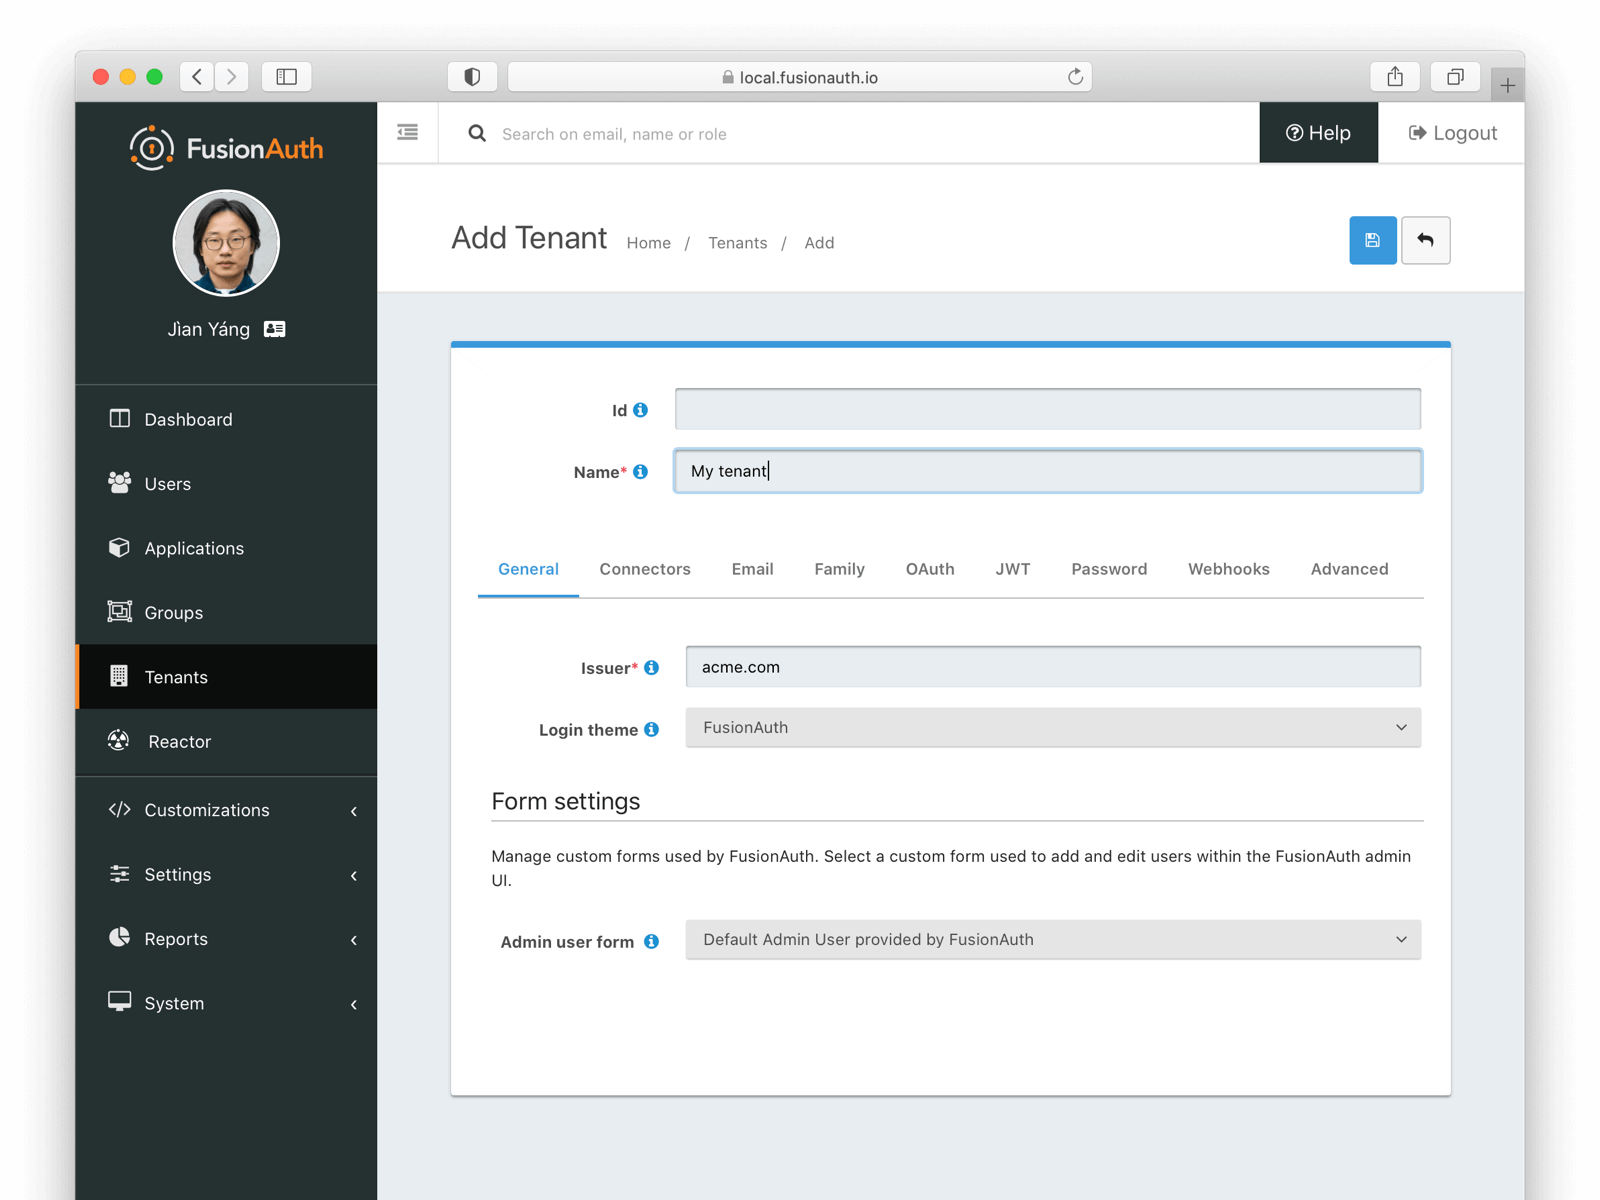 local.fusionauth.io
FusionAuth
Jìan Yáng
Dashboard
Users
Applications
Groups
Tenants
Reactor
Customizations
Settings
Reports
System
Search on email, name or role
Help
Logout
Add Tenant
Home / Tenants / Add
Id
Name*
My tenant
General Connectors Email Family OAuth JWT Password Webhooks Advanced
Issuer*
acme.com
Login theme
FusionAuth
Form settings
Manage custom forms used by FusionAuth. Select a custom form used to add and edit users within the FusionAuth admin
UI.
Admin user form
Default Admin User provided by FusionAuth